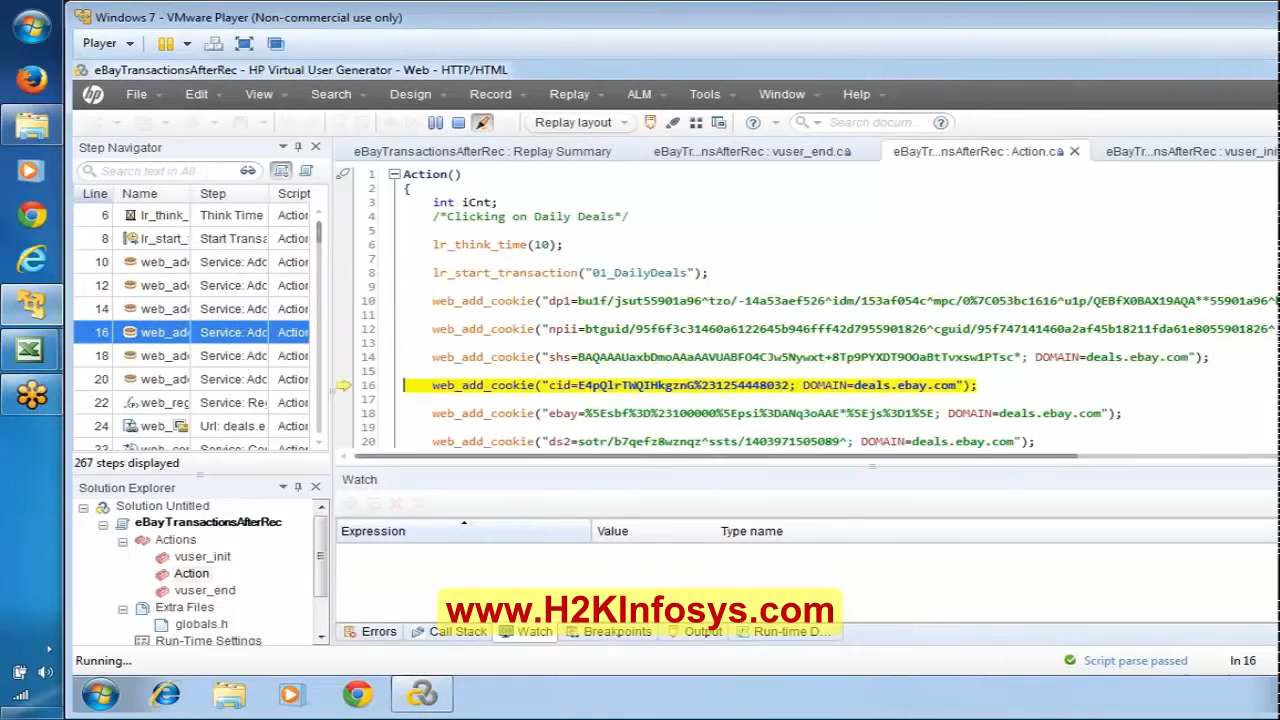 Windows 7 - VMware Player (Non-commercial use only)
Player
eBayTransactionsAfterRec - HP Virtual User Generator - Web - HTTP/HTML
hp File Edit View Search Design Record Replay ALM Tools Window Help
Replay layout Search docum
Step Navigator
eBayTransactionsAfterRec : Replay Summary eBayTr...nsAfterRec : vuser_end.c eBayTr...nsAfterRec : Action.c eBayTr...nsAfterRec : vuser_ini
Search text in All
Line Name Step Script
6 lr_think_ Think Time Action
8 lr_start_ Start Transa Action
10 web_ad Service: Adc Action
12 web_ad Service: Adc Action
14 web_ad Service: Adc Action
16 web_ad Service: Adc Action
18 web_ad Service: Adc Action
20 web_ad Service: Adc Action
22 web_re Service: Reg Action
24 web_ Url: deals.e Action
267 steps displayed
1 Action()
2 {
3 int iCnt;
4 /*Clicking on Daily Deals*/
5
6 lr_think_time(10);
7
8 lr_start_transaction("01_DailyDeals");
9
10 web_add_cookie("dp1=bu1f/jsut55901a96^tzo/-14a53aef526^idm/153af054c^mpc/0%7C053bc1616^u1p/QEBfX0BAX19AQA**55901a96^
11
12 web_add_cookie("npii=btguid/95f6f3c31460a6122645b946fff42d7955901826^cguid/95f747141460a2af45b18211fda61e8055901826^
13
14 web_add_cookie("shs=BAQAAAUaxbDmoAAaAAVUABFO4CJw5Nywxt+8Tp9PYXDT9OOaBtTvxsw1PTsc*; DOMAIN=deals.ebay.com");
15
16 web_add_cookie("cid=E4pQlrTWQIHkgznG%231254448032; DOMAIN=deals.ebay.com");
17
18 web_add_cookie("ebay=%5Esbf%3D%23100000%5Epsi%3DANq3oAAE*%5Ejs%3D1%5E; DOMAIN=deals.ebay.com");
19
20 web_add_cookie("ds2=sotr/b7qefz8wznqz^ssts/1403971505089^; DOMAIN=deals.ebay.com");
Solution Explorer
Solution Untitled
eBayTransactionsAfterRec
Actions
vuser_init
Action
vuser_end
Extra Files
globals.h
Run-Time Settings
Watch
Expression Value Type name
www.H2KInfosys.com
Errors Call Stack Watch Breakpoints Output Run-time D...
Running... Script parse passed ln 16